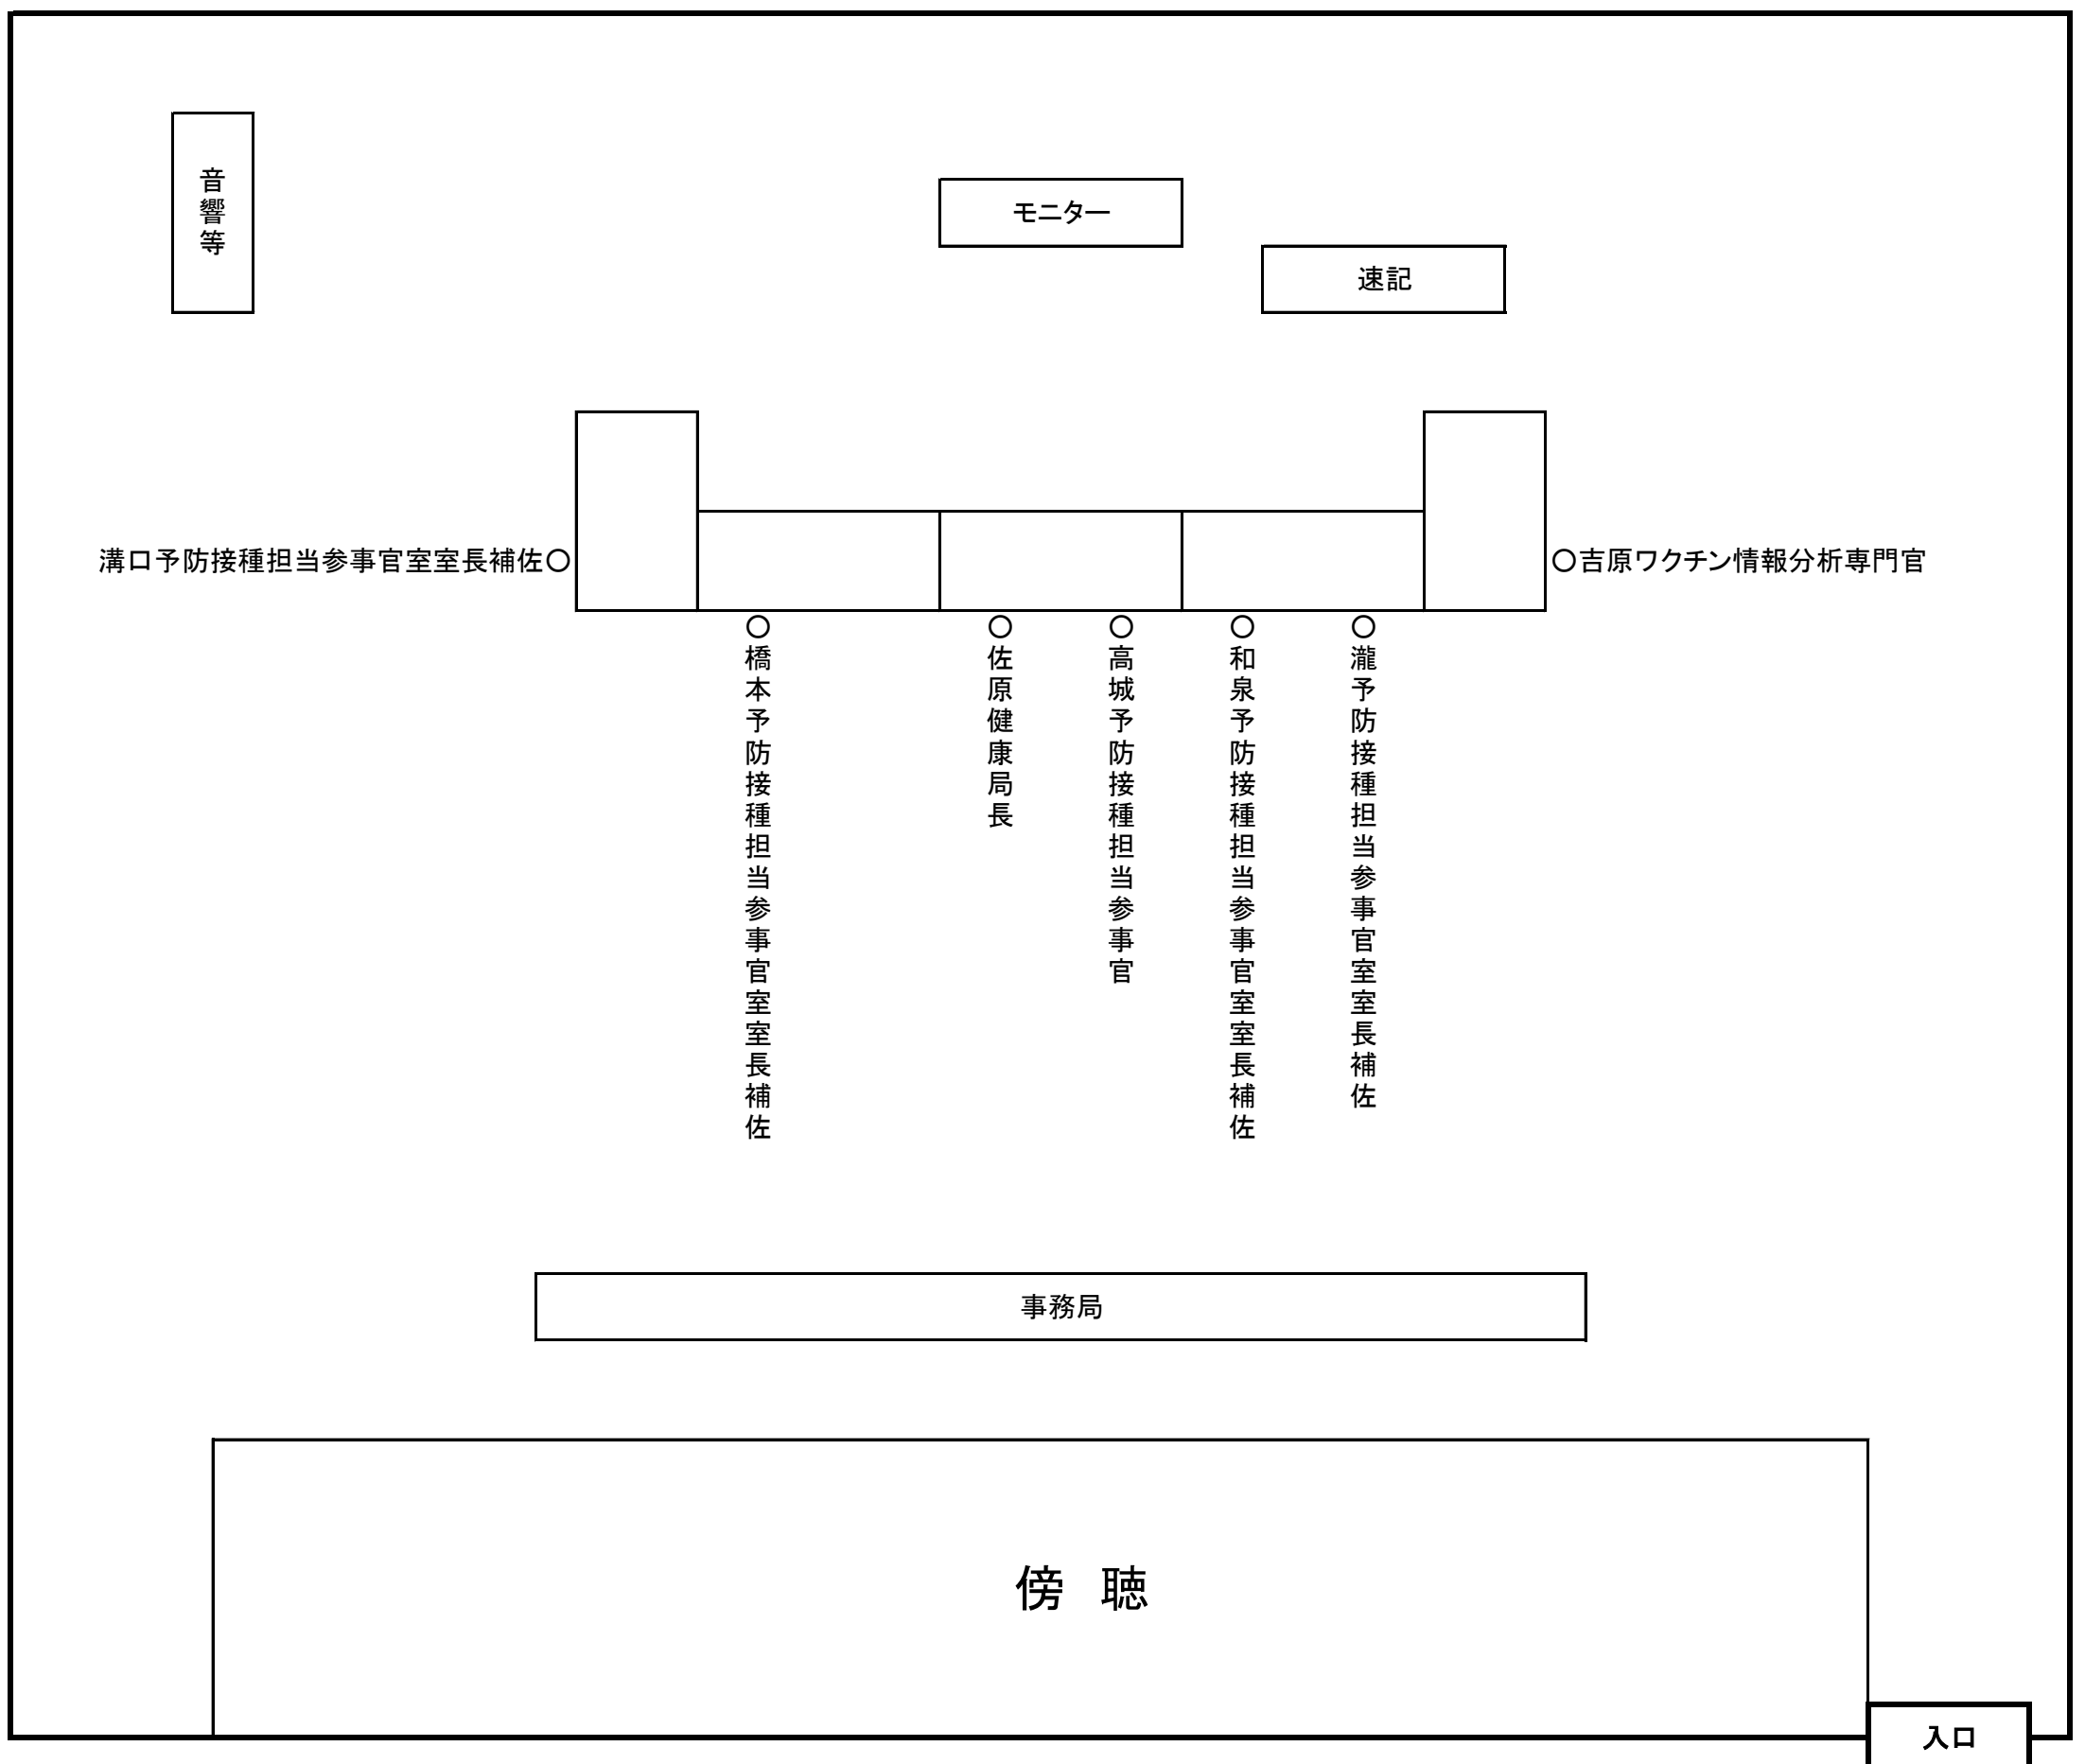 音響等
モニター
速記
溝口予防接種担当参事官室室長補佐○
○吉原ワクチン情報分析専門官
○橋本予防接種担当参事官室室長補佐
○佐原健康局長
○高城予防接種担当参事官
○和泉予防接種担当参事官室室長補佐
○瀧予防接種担当参事官室室長補佐
事務局
傍 聴
入口